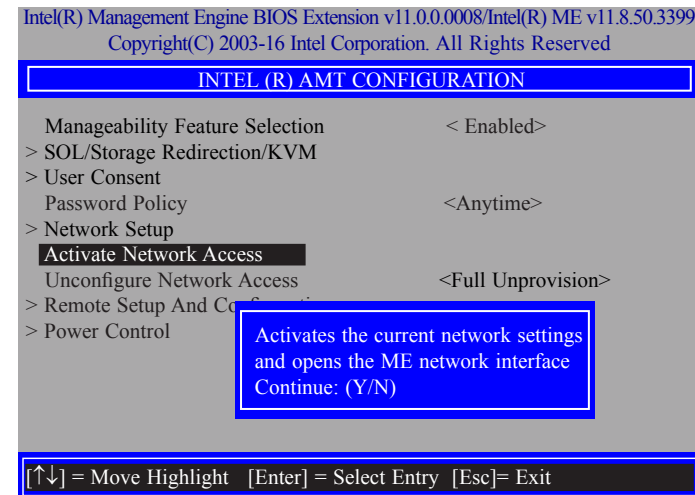 Intel(R) Management Engine BIOS Extension v11.0.0.0008/Intel(R) ME v11.8.50.3399
Copyright(C) 2003-16 Intel Corporation. All Rights Reserved
INTEL (R) AMT CONFIGURATION
Manageability Feature Selection < Enabled>
> SOL/Storage Redirection/KVM
> User Consent
Password Policy <Anytime>
> Network Setup
Activate Network Access
Unconfigure Network Access <Full Unprovision>
> Remote Setup And
> Power Control
Activates the current network settings
and opens the ME network interface
Continue: (Y/N)
[↑↓] = Move Highlight [Enter] = Select Entry [Esc]= Exit